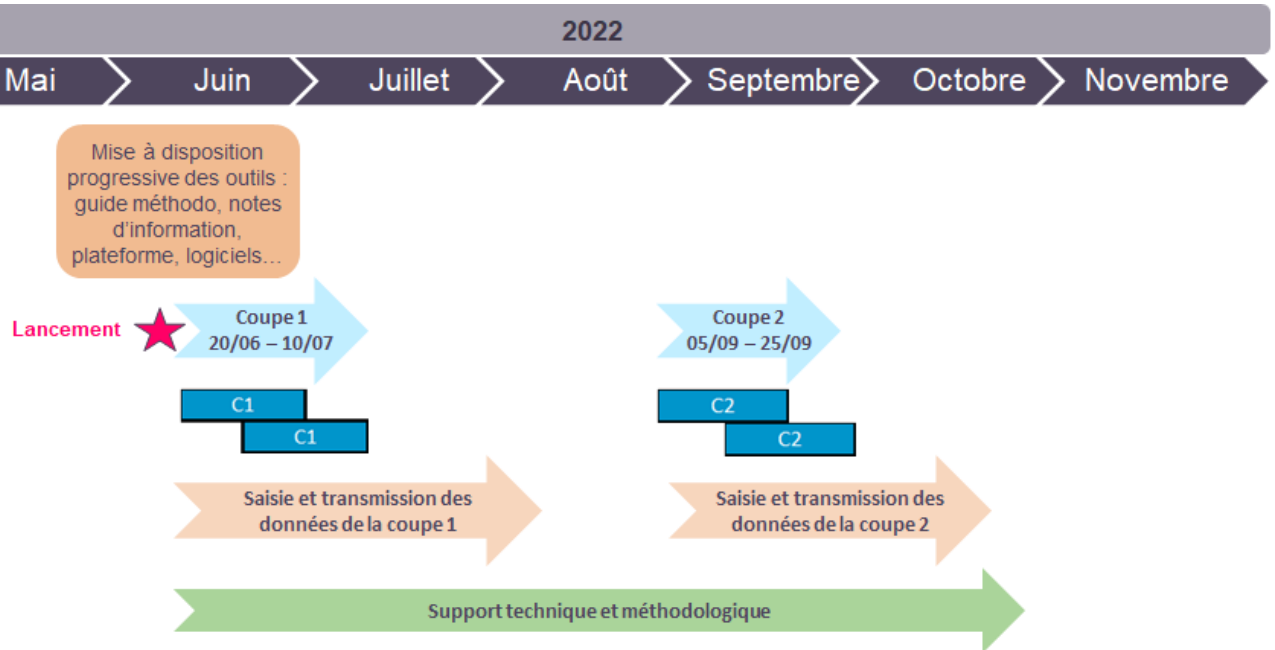 2022
Mai
Juin
Juillet
Août
Septembre
Octobre
Novembre
Mise à disposition
progressive des outils :
guide méthodo, notes
d'information,
plateforme, logiciels…
Lancement
Coupe 1
20/06 – 10/07
Coupe 2
05/09 – 25/09
C1
C1
C2
C2
Saisie et transmission des
données de la coupe 1
Saisie et transmission des
données de la coupe 2
Support technique et méthodologique